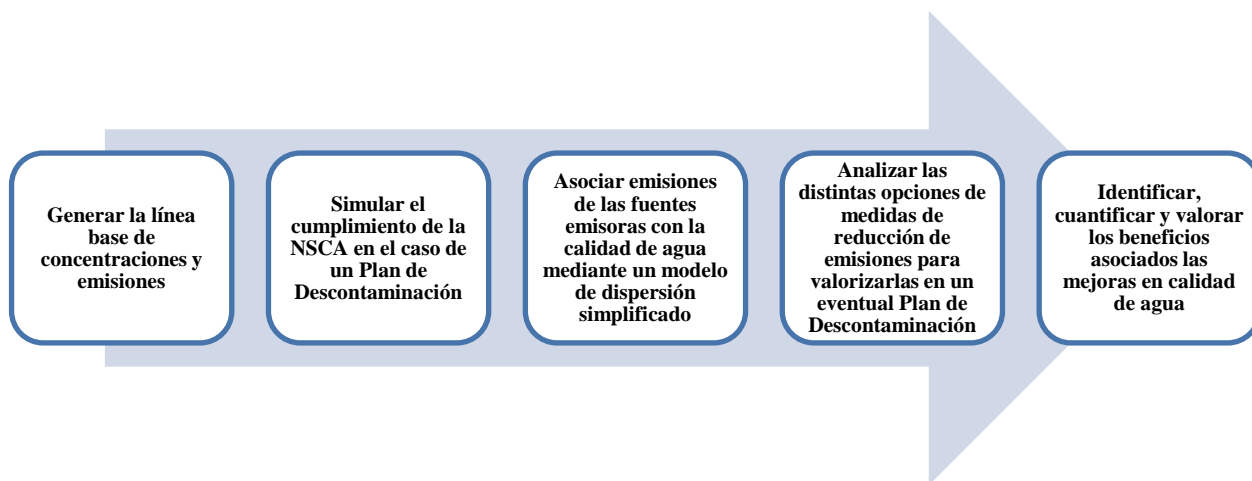 Generar la línea
base de
concentraciones y
emisiones
Simular el
cumplimiento de la
NSCA en el caso de
un Plan de
Descontaminación
Asociar emisiones
de las fuentes
emisoras con la
calidad de agua
mediante un modelo
de dispersión
simplificado
Analizar las
distintas opciones de
medidas de
reducción de
emisiones para
valorizarlas en un
eventual Plan de
Descontaminación
Identificar,
cuantificar y valorar
los beneficios
asociados las
mejoras en calidad
de agua